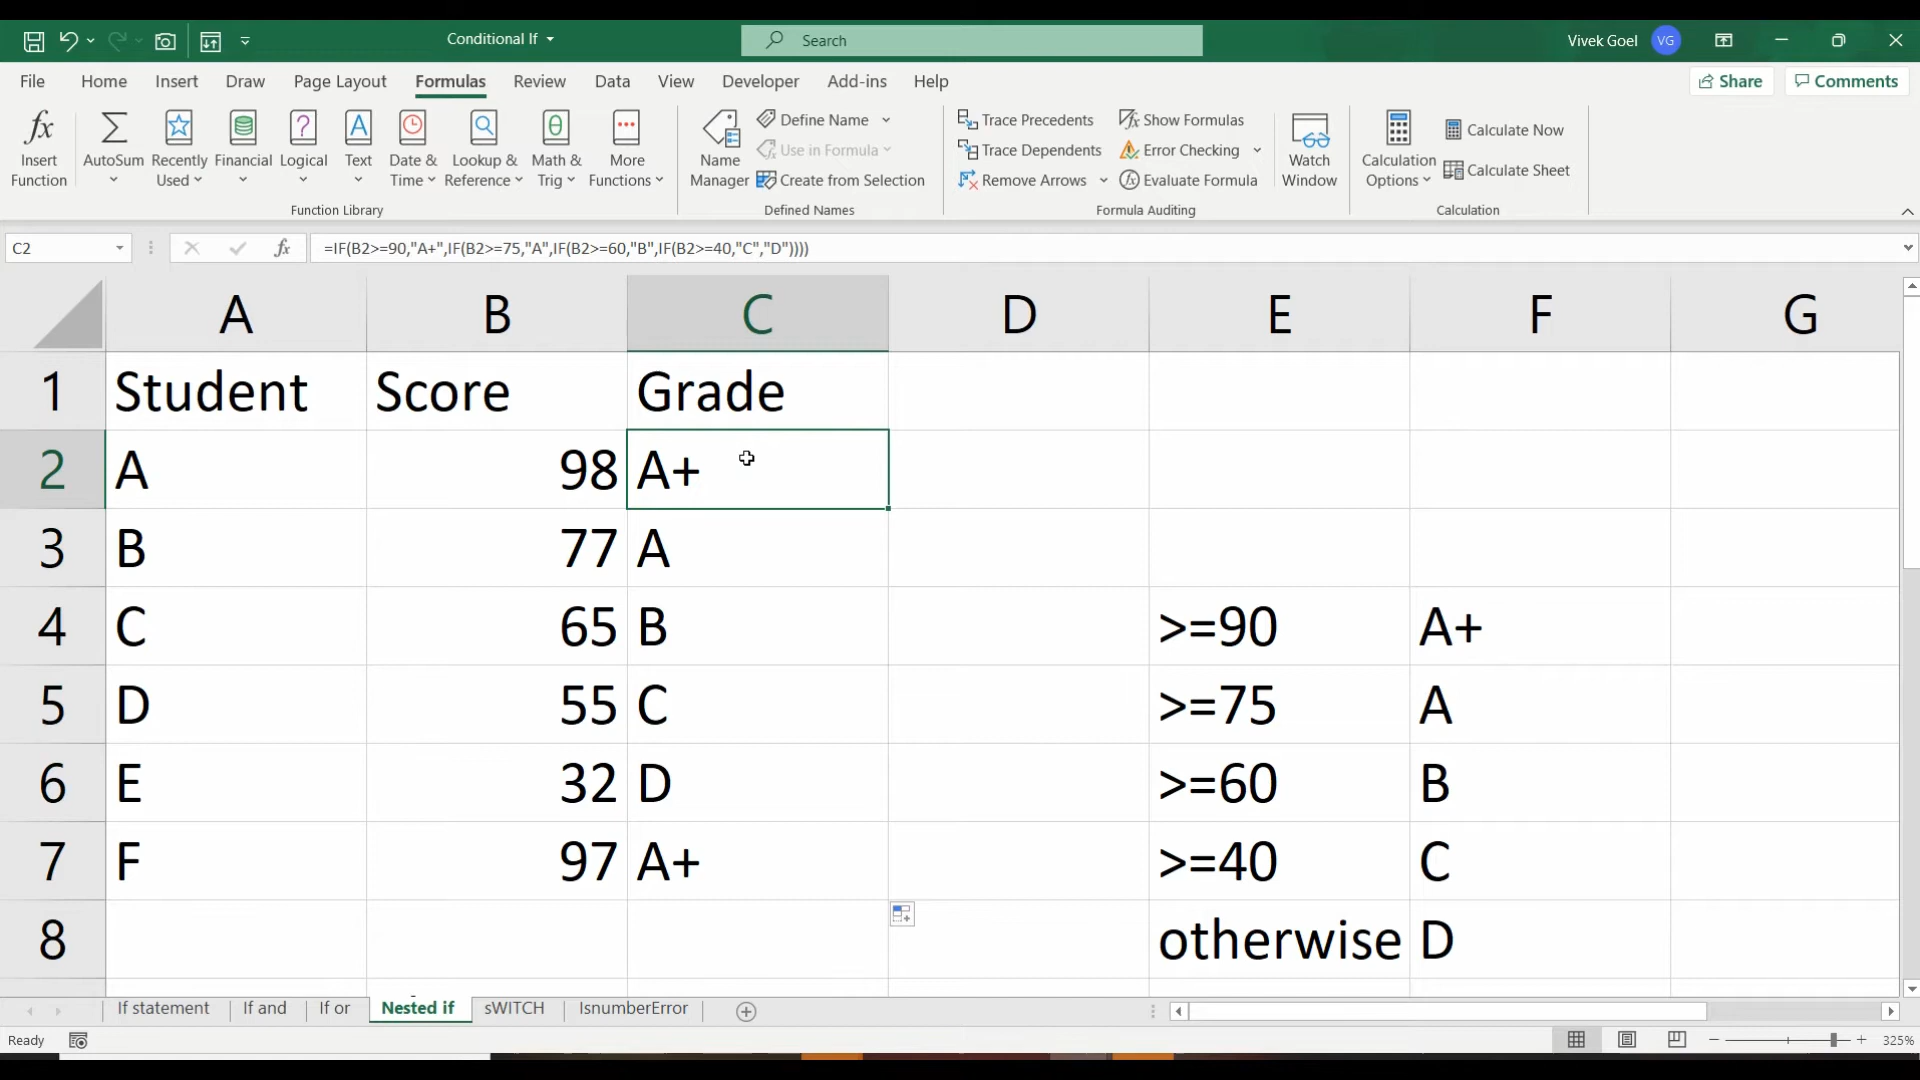 Conditional If
Search
Vivek Goel VG
File Home Insert Draw Page Layout Formulas Review Data View Developer Add-ins Help
Share Comments
Insert Function
AutoSum
Recently Used
Financial
Logical
Text
Date & Time
Lookup & Reference
Math & Trig
More Functions
Function Library
Name Manager
Define Name
Use in Formula
Create from Selection
Defined Names
Trace Precedents
Trace Dependents
Remove Arrows
Show Formulas
Error Checking
Evaluate Formula
Formula Auditing
Watch Window
Calculation Options
Calculate Now
Calculate Sheet
Calculation
C2 fx =IF(B2>=90,"A+",IF(B2>=75,"A",IF(B2>=60,"B",IF(B2>=40,"C","D"))))
A B C D E F G
1 Student Score Grade
2 A 98 A+
3 B 77 A
4 C 65 B >=90 A+
5 D 55 C >=75 A
6 E 32 D >=60 B
7 F 97 A+ >=40 C
8 otherwise D
If statement If and If or Nested if sWITCH IsnumberError
Ready 325%